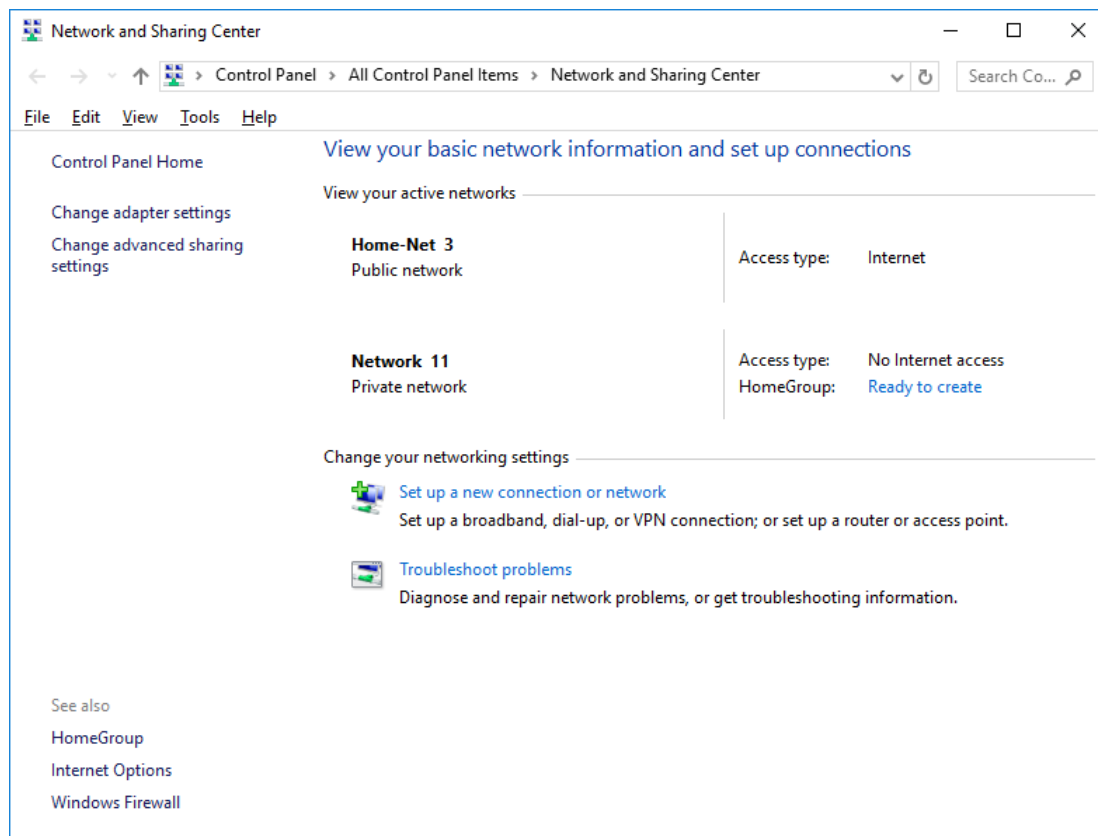 Network and Sharing Center
Control Panel > All Control Panel Items > Network and Sharing Center
Search Co...
File Edit View Tools Help
Control Panel Home
Change adapter settings
Change advanced sharing
settings
View your basic network information and set up connections
View your active networks
Home-Net 3
Public network
Access type: Internet
Network 11
Private network
Access type: No Internet access
HomeGroup: Ready to create
Change your networking settings
Set up a new connection or network
Set up a broadband, dial-up, or VPN connection; or set up a router or access point.
Troubleshoot problems
Diagnose and repair network problems, or get troubleshooting information.
See also
HomeGroup
Internet Options
Windows Firewall